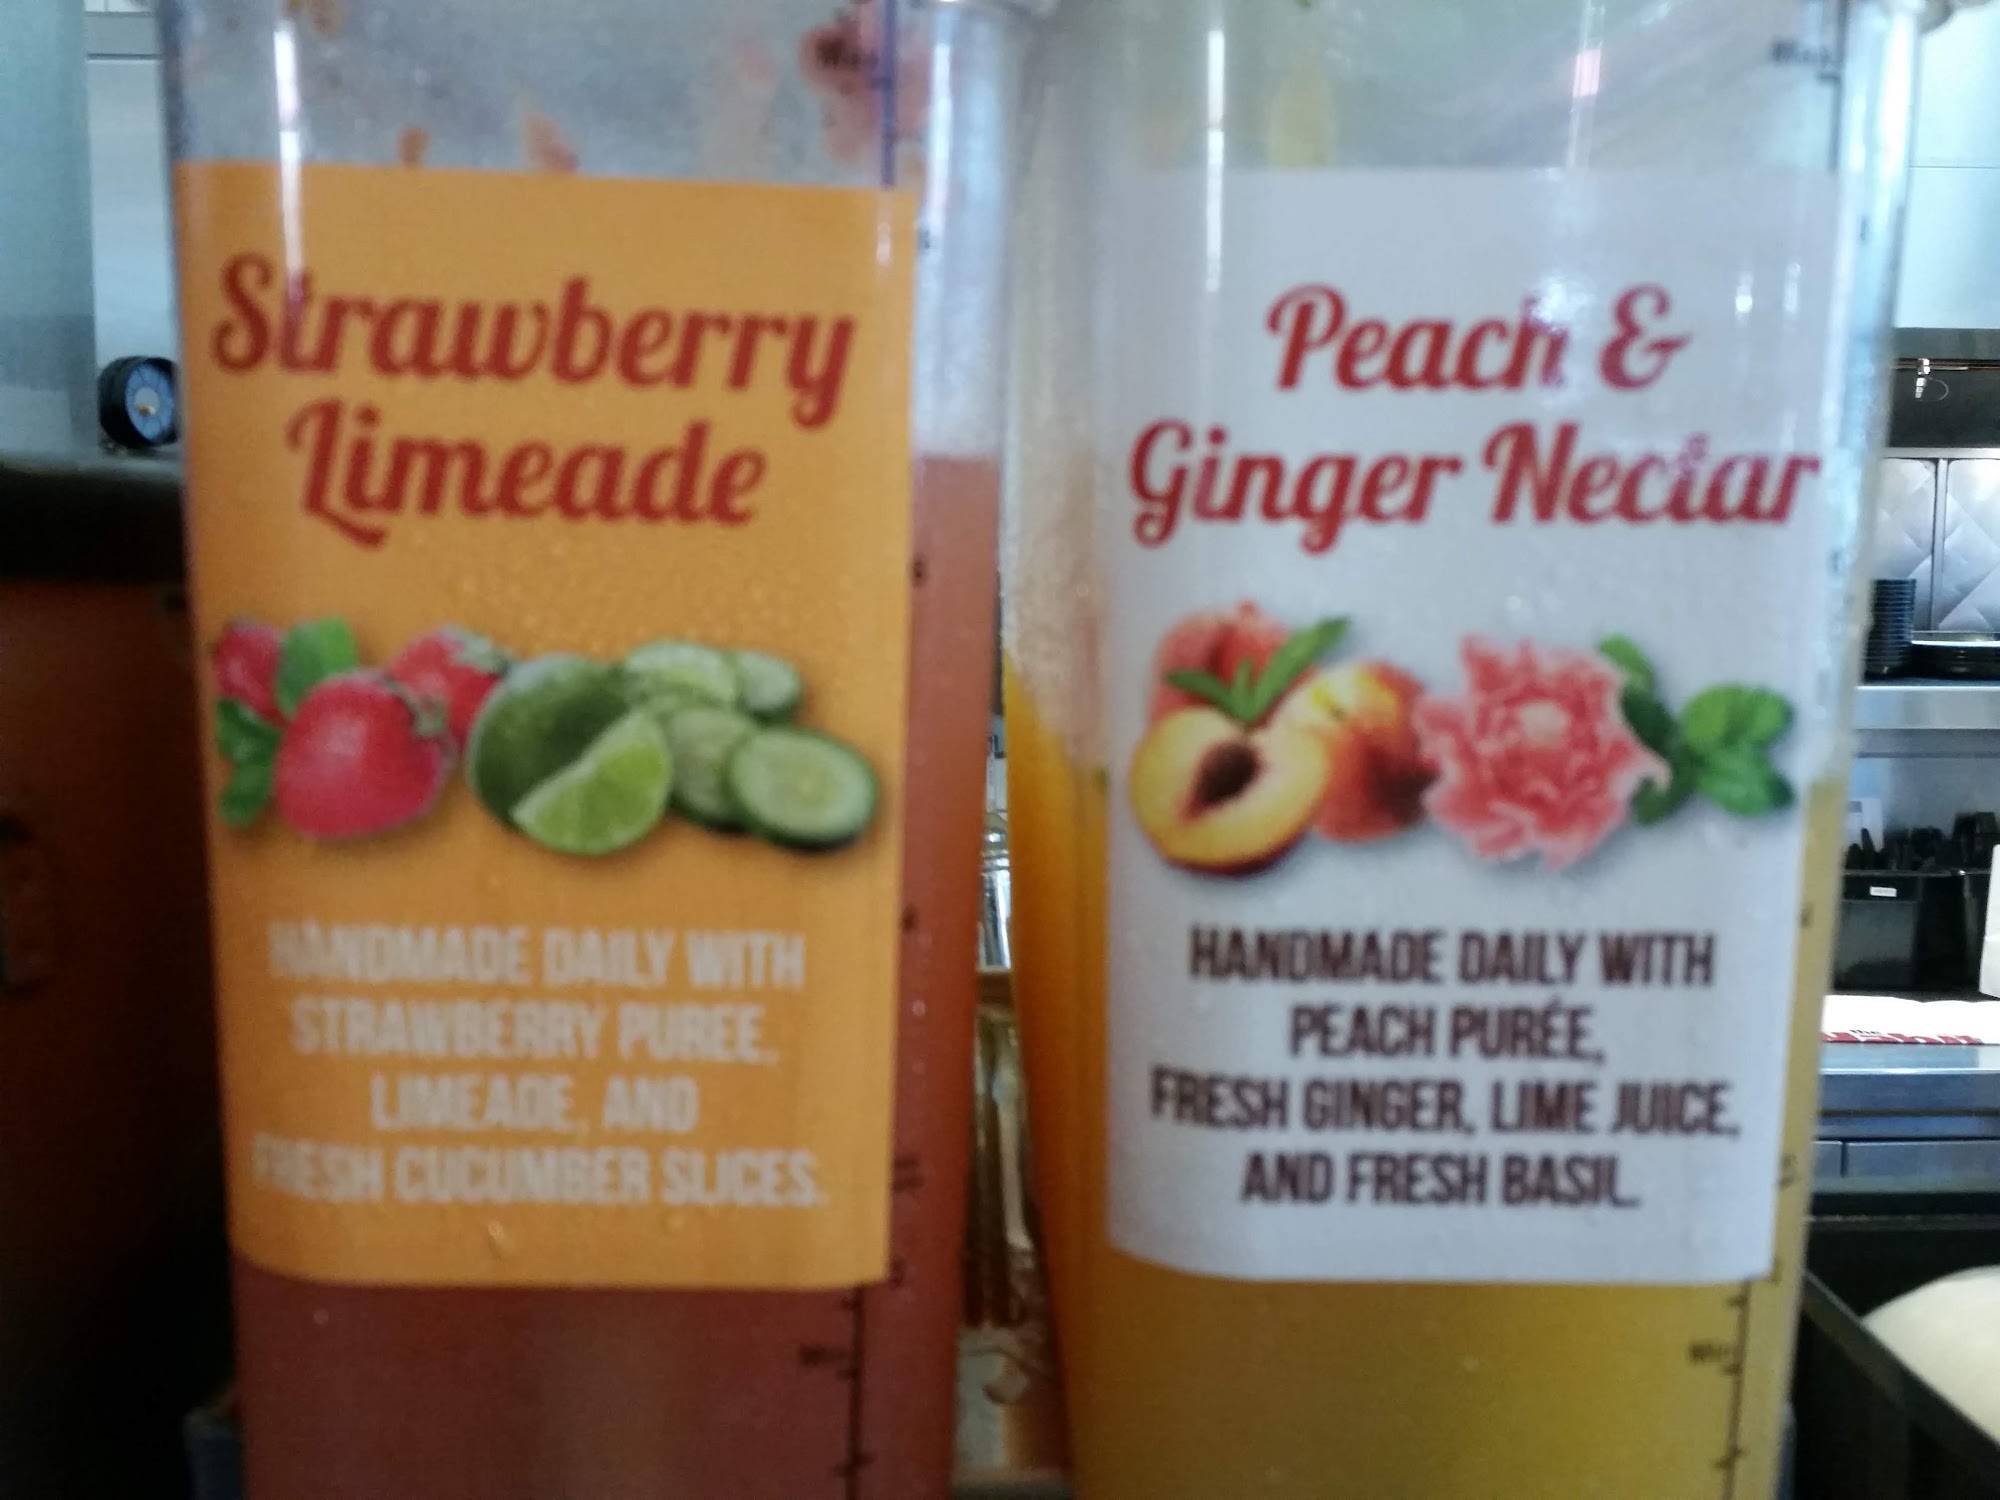 Strawberry
Limeade
HANDMADE DAILY WITH
STRAWBERRY PUREE,
LIMEADE, AND
FRESH CUCUMBER SLICES.
Peach &
Ginger Nectar
HANDMADE DAILY WITH
PEACH PURÉE,
FRESH GINGER, LIME JUICE,
AND FRESH BASIL.